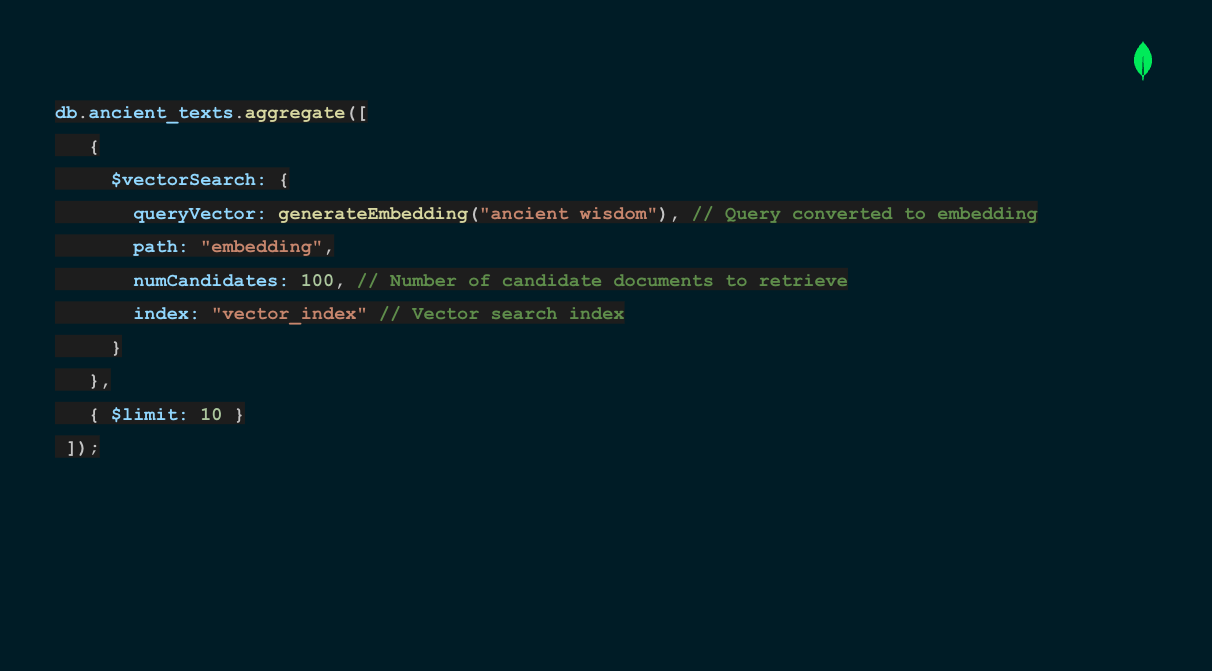 db.ancient_texts.aggregate([
{
$vectorSearch: {
queryVector: generateEmbedding("ancient wisdom"), // Query converted to embedding
path: "embedding",
numCandidates: 100, // Number of candidate documents to retrieve
index: "vector_index" // Vector search index
}
},
{ $limit: 10 }
]);